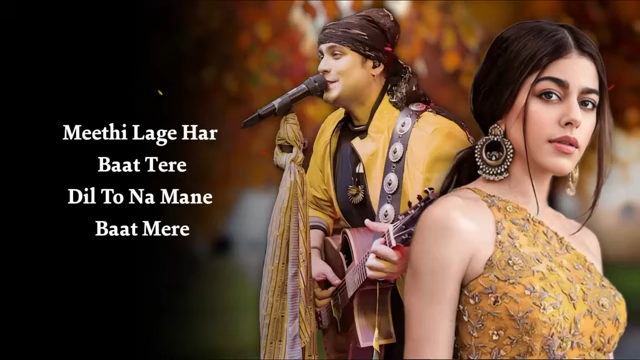 Meethi Lage Har
Baat Tere
Dil To Na Mane
Baat Mere